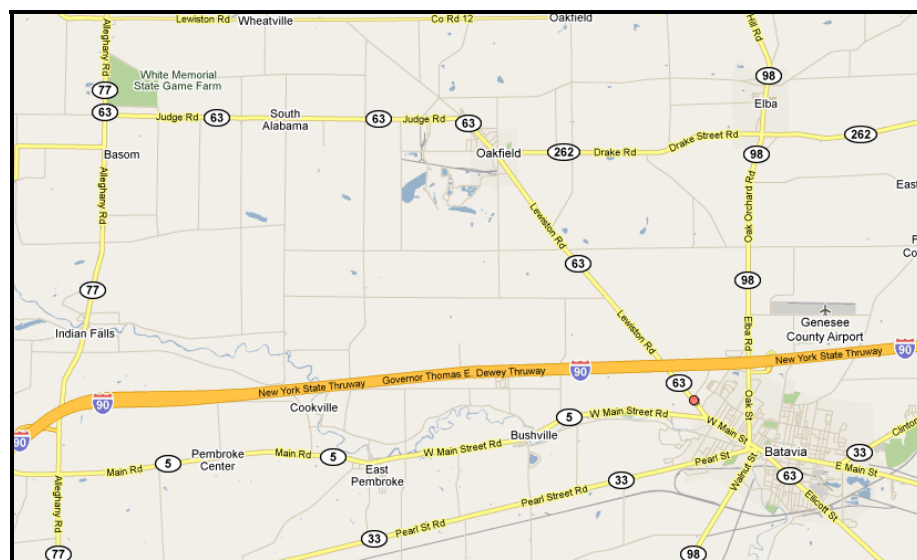 Lewiston Rd
Wheatville
Co Rd 12
Oakfield
Alleghany Rd
Hill Rd
White Memorial
State Game Farm
77
98
Elba
63
Judge Rd
63
South
Alabama
63
Judge Rd
63
Drake Street Rd
262
Basom
Oakfield
262
Drake Rd
98
East
Alleghany Rd
Oak Orchard Rd
Lewiston Rd
F
Co
63
98
77
Indian Falls
Elba Rd
Genesee
County Airport
Lewiston Rd
New York State Thruway
90
New York State Thruway
Governor Thomas E. Dewey Thruway
90
63
90
Cookville
5
W Main Street Rd
Oak St
W Main St
Bushville
90
Main Rd
5
Pembroke
Center
Main Rd
5
W Main Street Rd
East
Pembroke
Pearl St
Batavia
33
Clinton
E Main St
Walnut St
63
Ellicott St
33
Pearl Street Rd
Alleghany Rd
Pearl St Rd
33
77
98